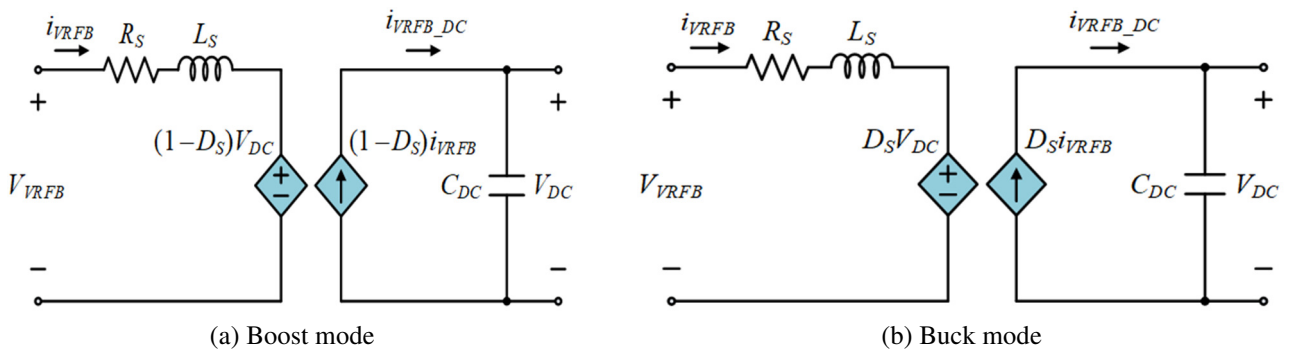 i_VRFB
R_S
L_S
i_VRFB_DC
+
(1−D_S)V_DC
(1−D_S)i_VRFB
+
+
−
V_VRFB
C_DC
V_DC
−
−
(a) Boost mode
i_VRFB
R_S
L_S
i_VRFB_DC
+
D_SV_DC
D_Si_VRFB
+
+
−
V_VRFB
C_DC
V_DC
−
−
(b) Buck mode